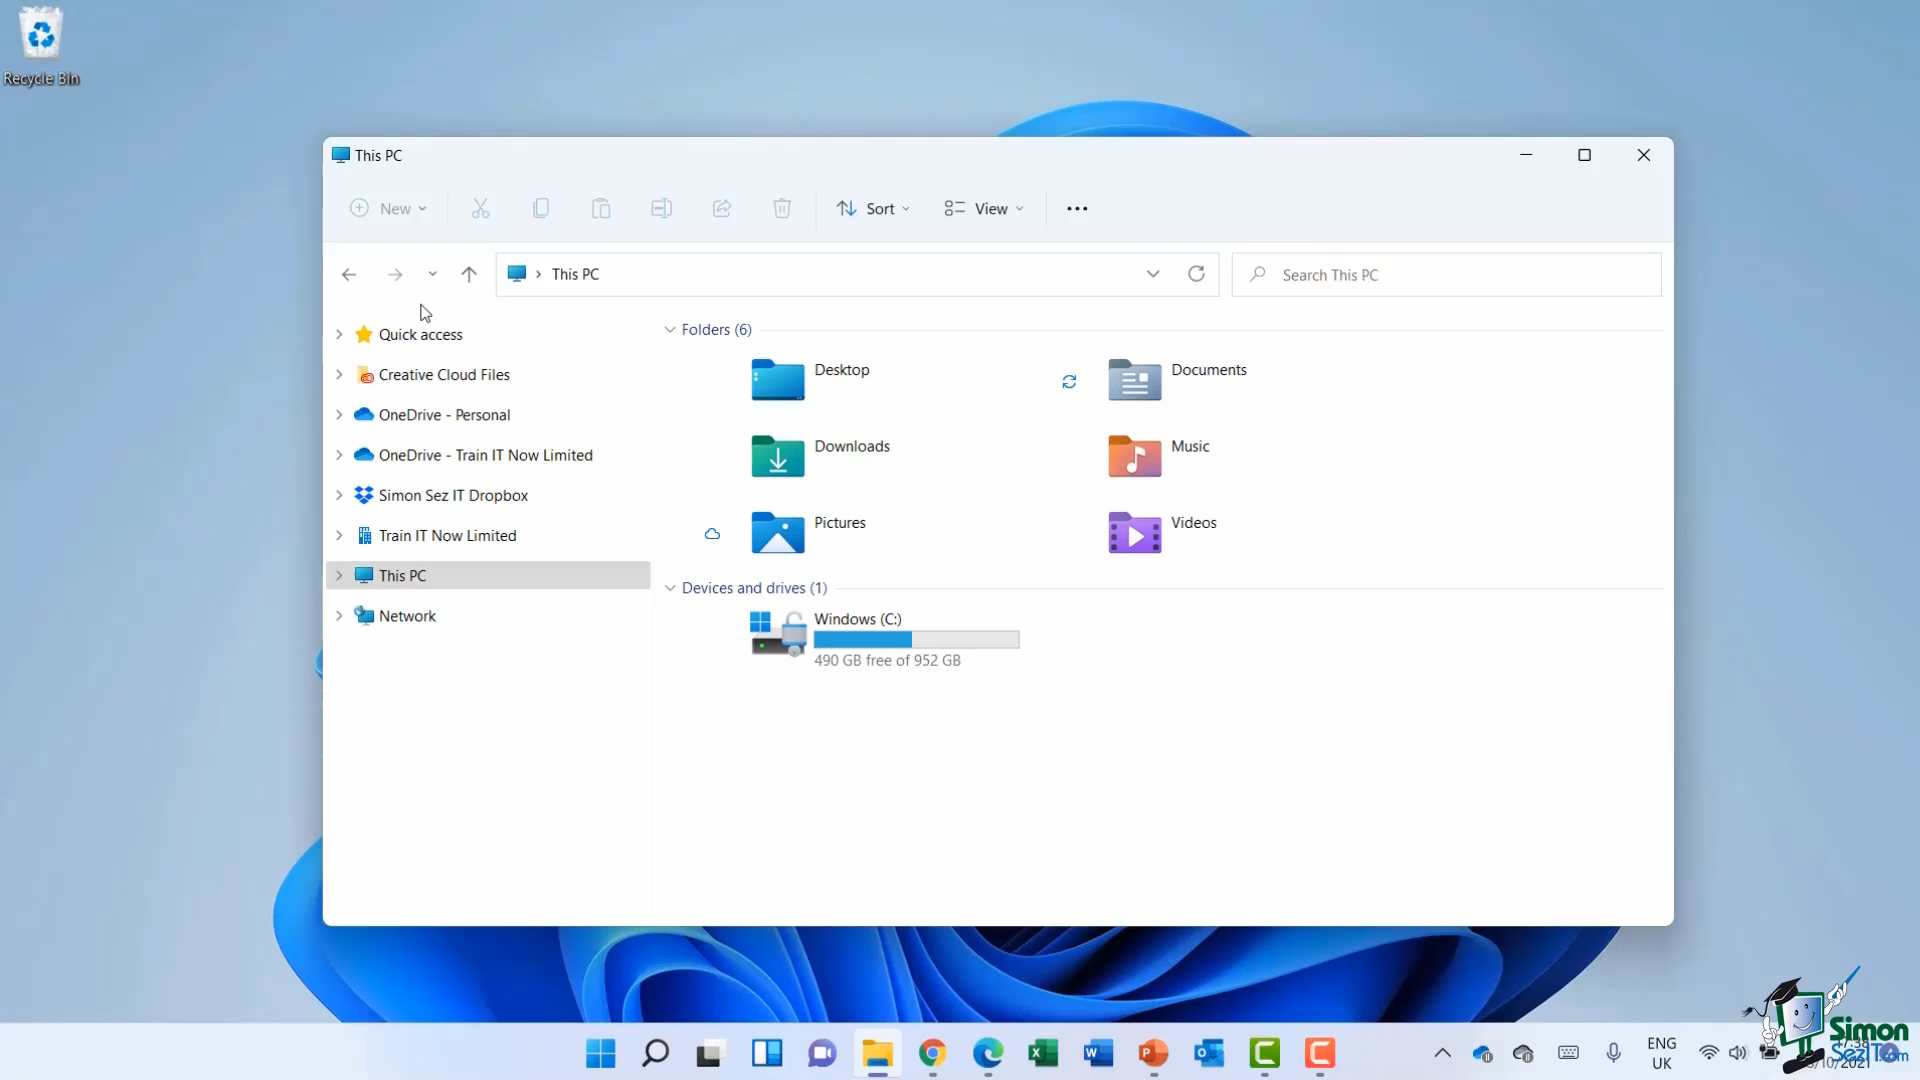 Recycle Bin
This PC
New
Sort
View
This PC
Search This PC
Quick access
Creative Cloud Files
OneDrive - Personal
OneDrive - Train IT Now Limited
Simon Sez IT Dropbox
Train IT Now Limited
This PC
Network
Folders (6)
Desktop
Documents
Downloads
Music
Pictures
Videos
Devices and drives (1)
Windows (C:)
490 GB free of 952 GB
ENG
UK
Simon
SezIT.com